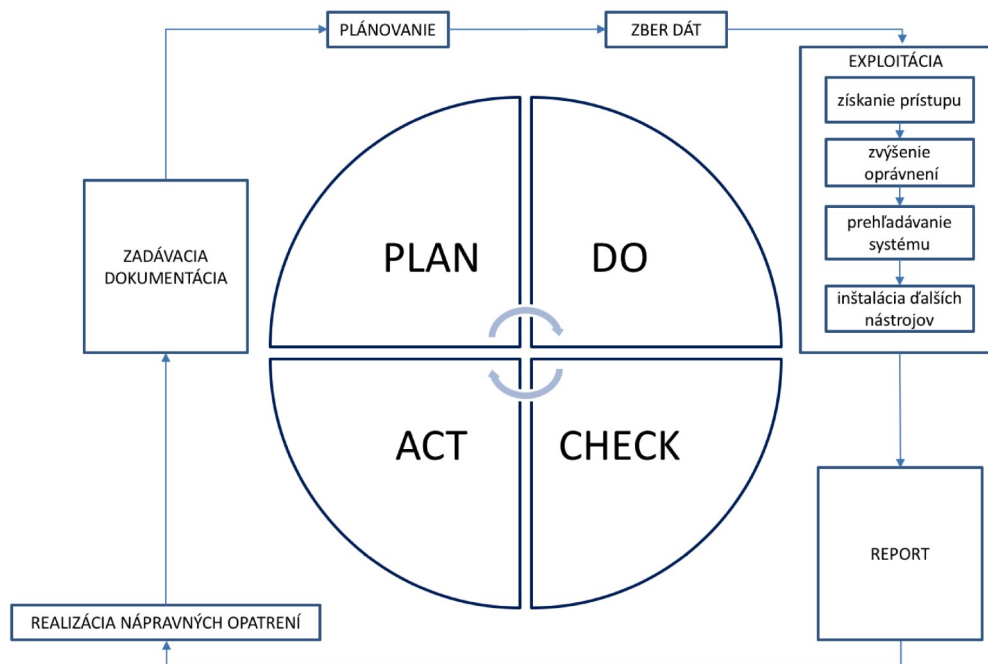 PLÁNOVANIE
ZBER DÁT
EXPLOITÁCIA
získanie prístupu
zvýšenie
oprávnení
prehľadávanie
systému
inštalácia ďalších
nástrojov
ZADÁVACIA
DOKUMENTÁCIA
PLAN
DO
ACT
CHECK
REPORT
REALIZÁCIA NÁPRAVNÝCH OPATRENÍ